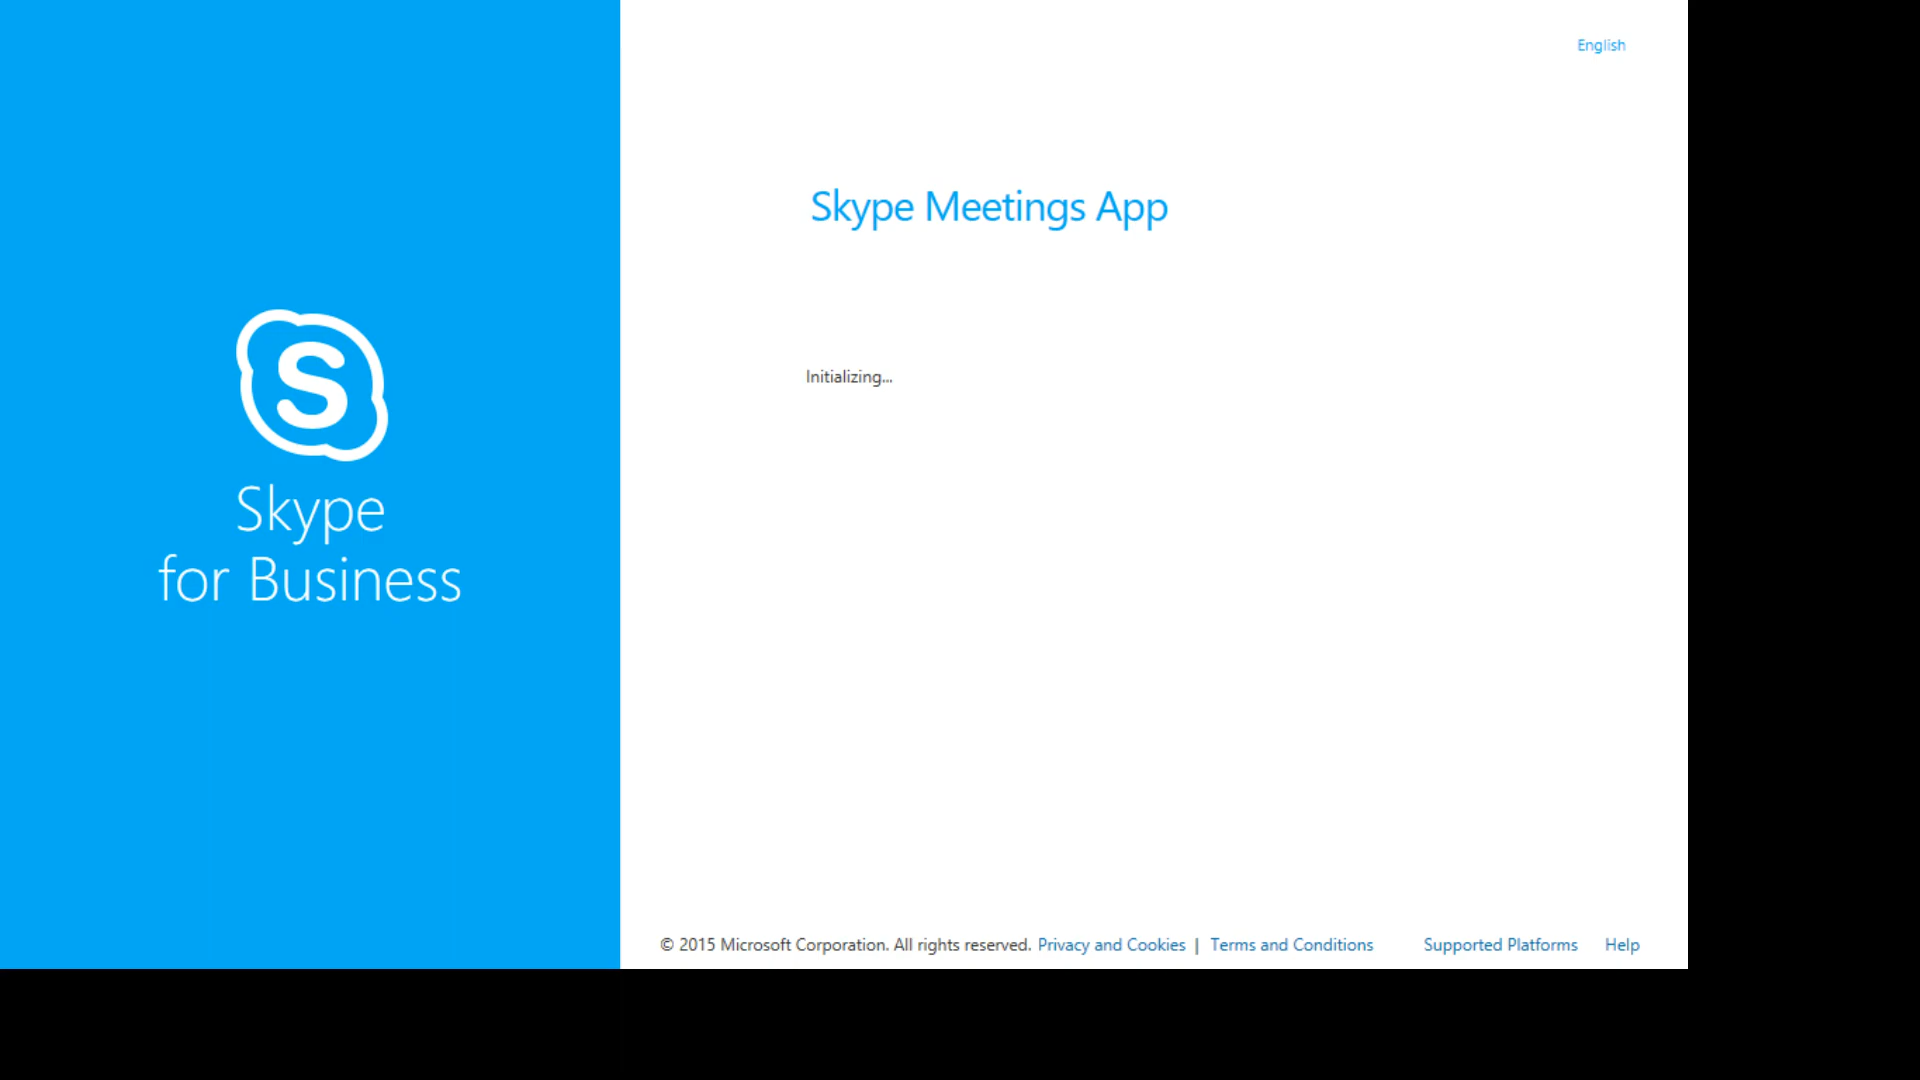 English
Skype Meetings App
Initializing...
Skype
for Business
© 2015 Microsoft Corporation. All rights reserved. Privacy and Cookies | Terms and Conditions Supported Platforms Help